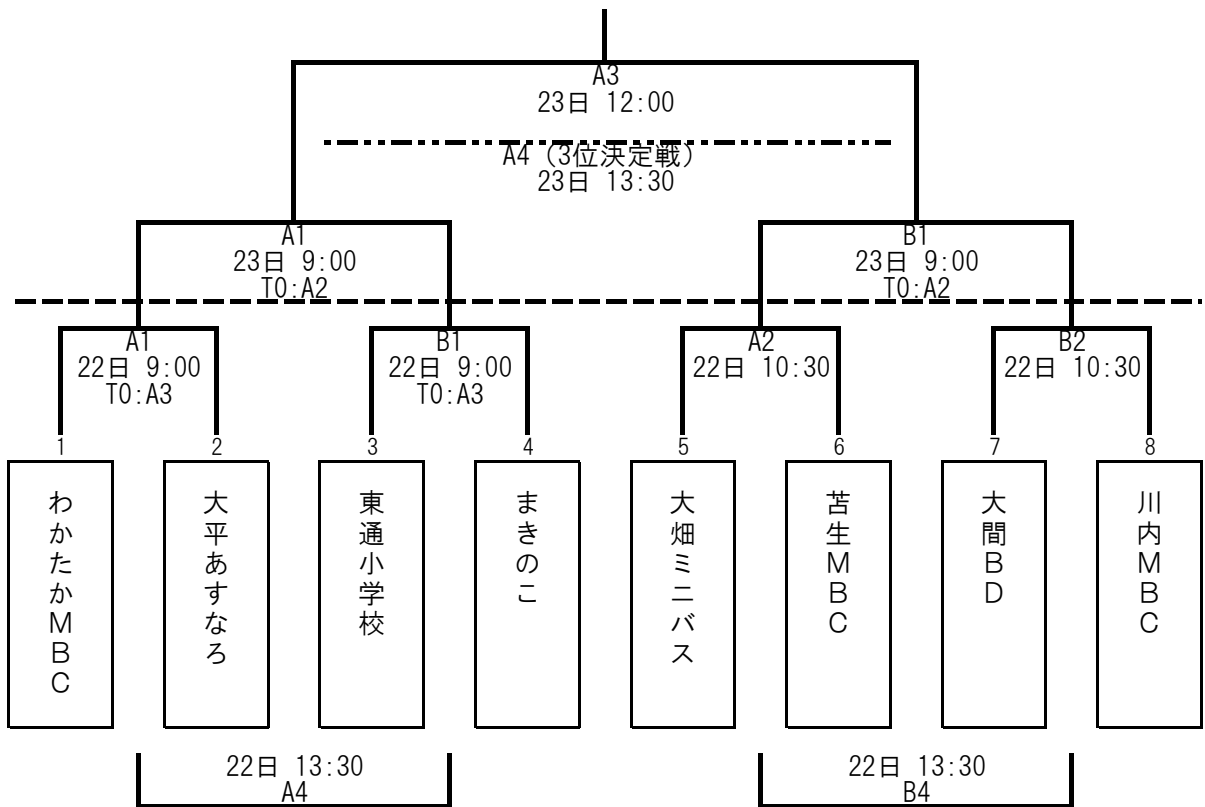 A3
23日 12:00
A4 (3位決定戦)
23日 13:30
A1
23日 9:00
TO:A2
B1
23日 9:00
TO:A2
A1
22日 9:00
TO:A3
B1
22日 9:00
TO:A3
A2
22日 10:30
B2
22日 10:30
1
2
3
4
5
6
7
8
わかたかMBC
大平あすなろ
東通小学校
まきのこ
大畑ミニバス
苫生MBC
大間BD
川内MBC
22日 13:30
A4
22日 13:30
B4